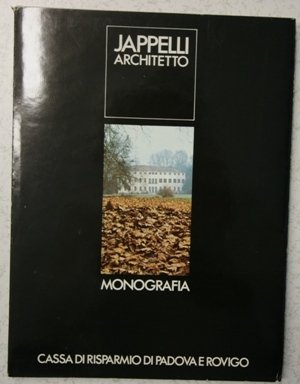 JAPPELLI
ARCHITETTO
MONOGRAFIA
CASSA DI RISPARMIO DI PADOVA E ROVIGO